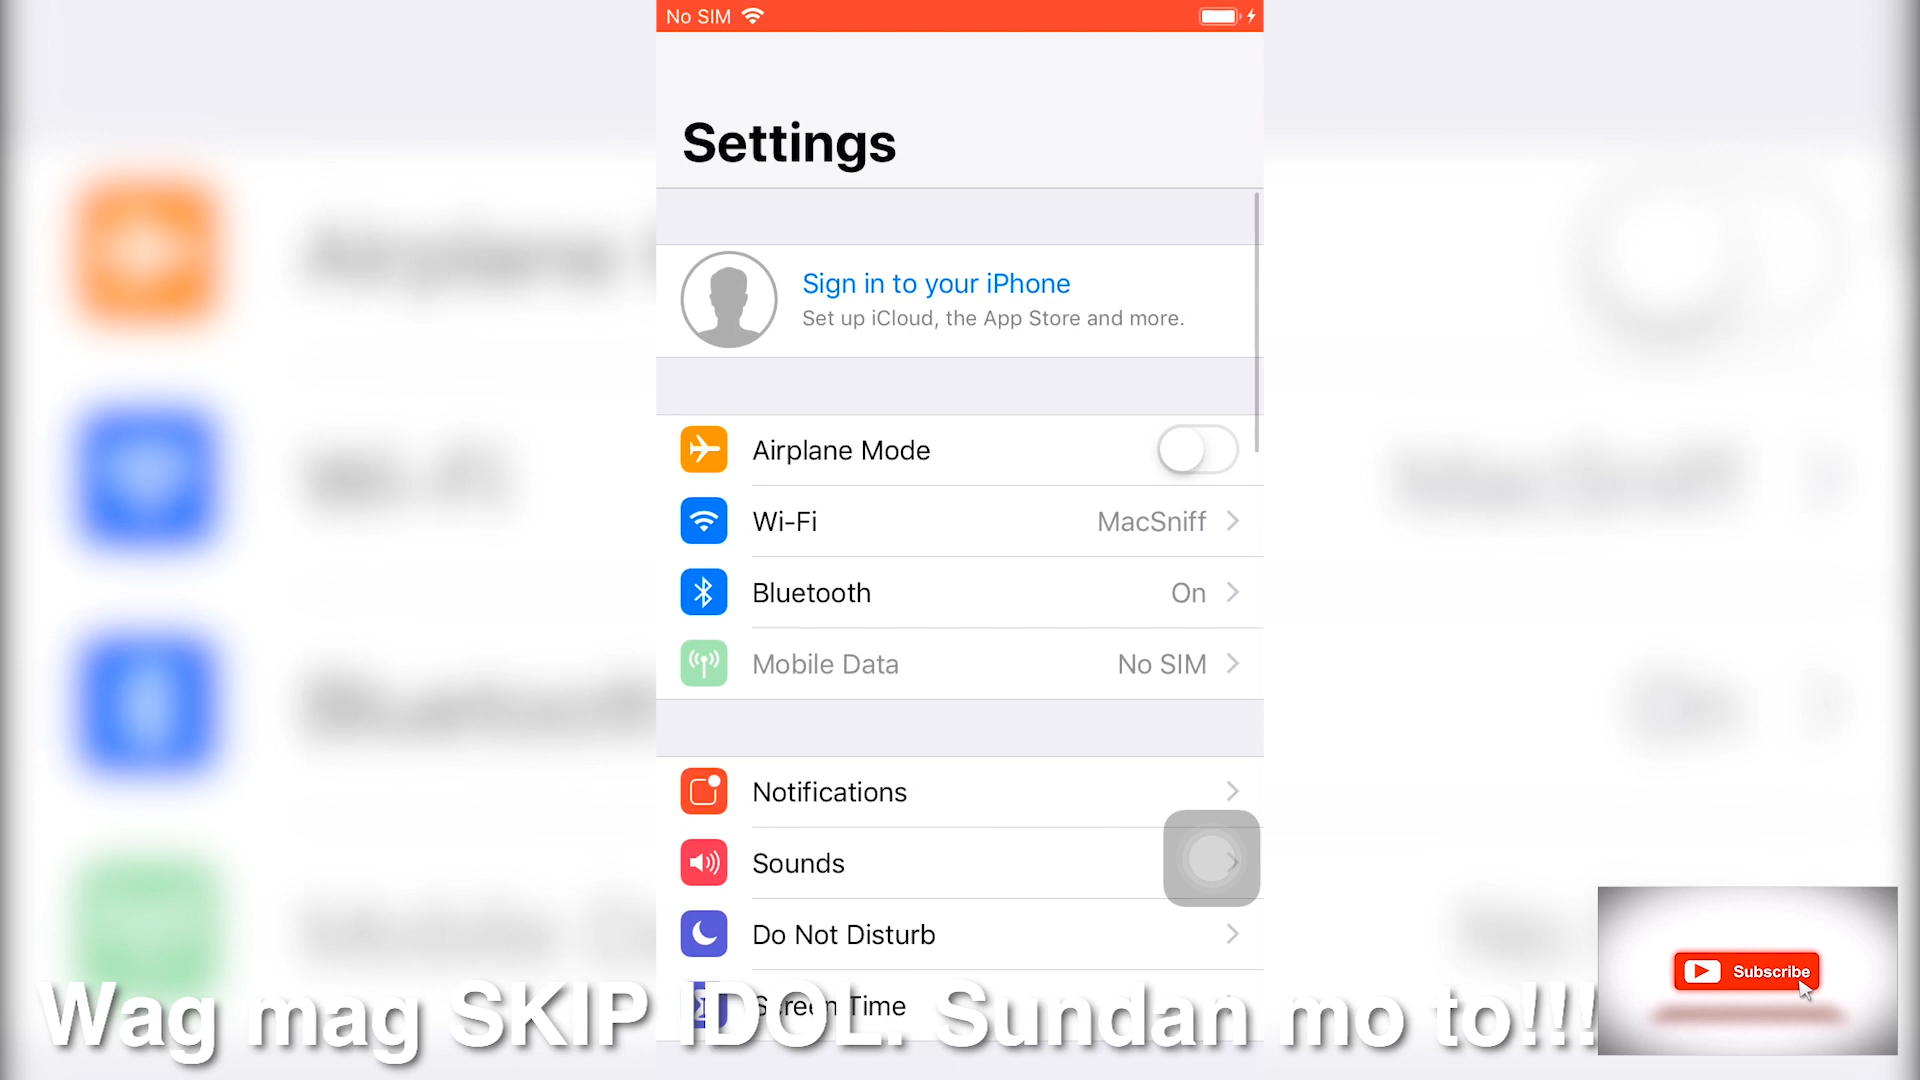 No SIM
Settings
Sign in to your iPhone
Set up iCloud, the App Store and more.
Airplane Mode
Wi-Fi MacSniff
Bluetooth On
Mobile Data No SIM
Notifications
Sounds
Do Not Disturb
Screen Time
Wag mag SKIP IDOL. Sundan mo to!!!
Subscribe